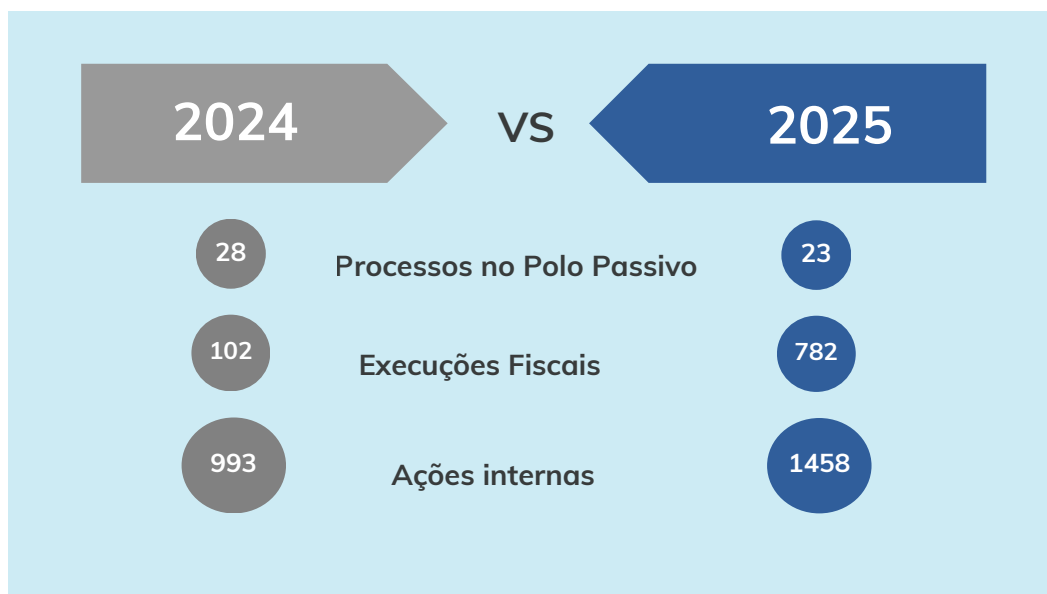 2024
VS
2025
28
Processos no Polo Passivo
23
102
Execuções Fiscais
782
993
Ações internas
1458